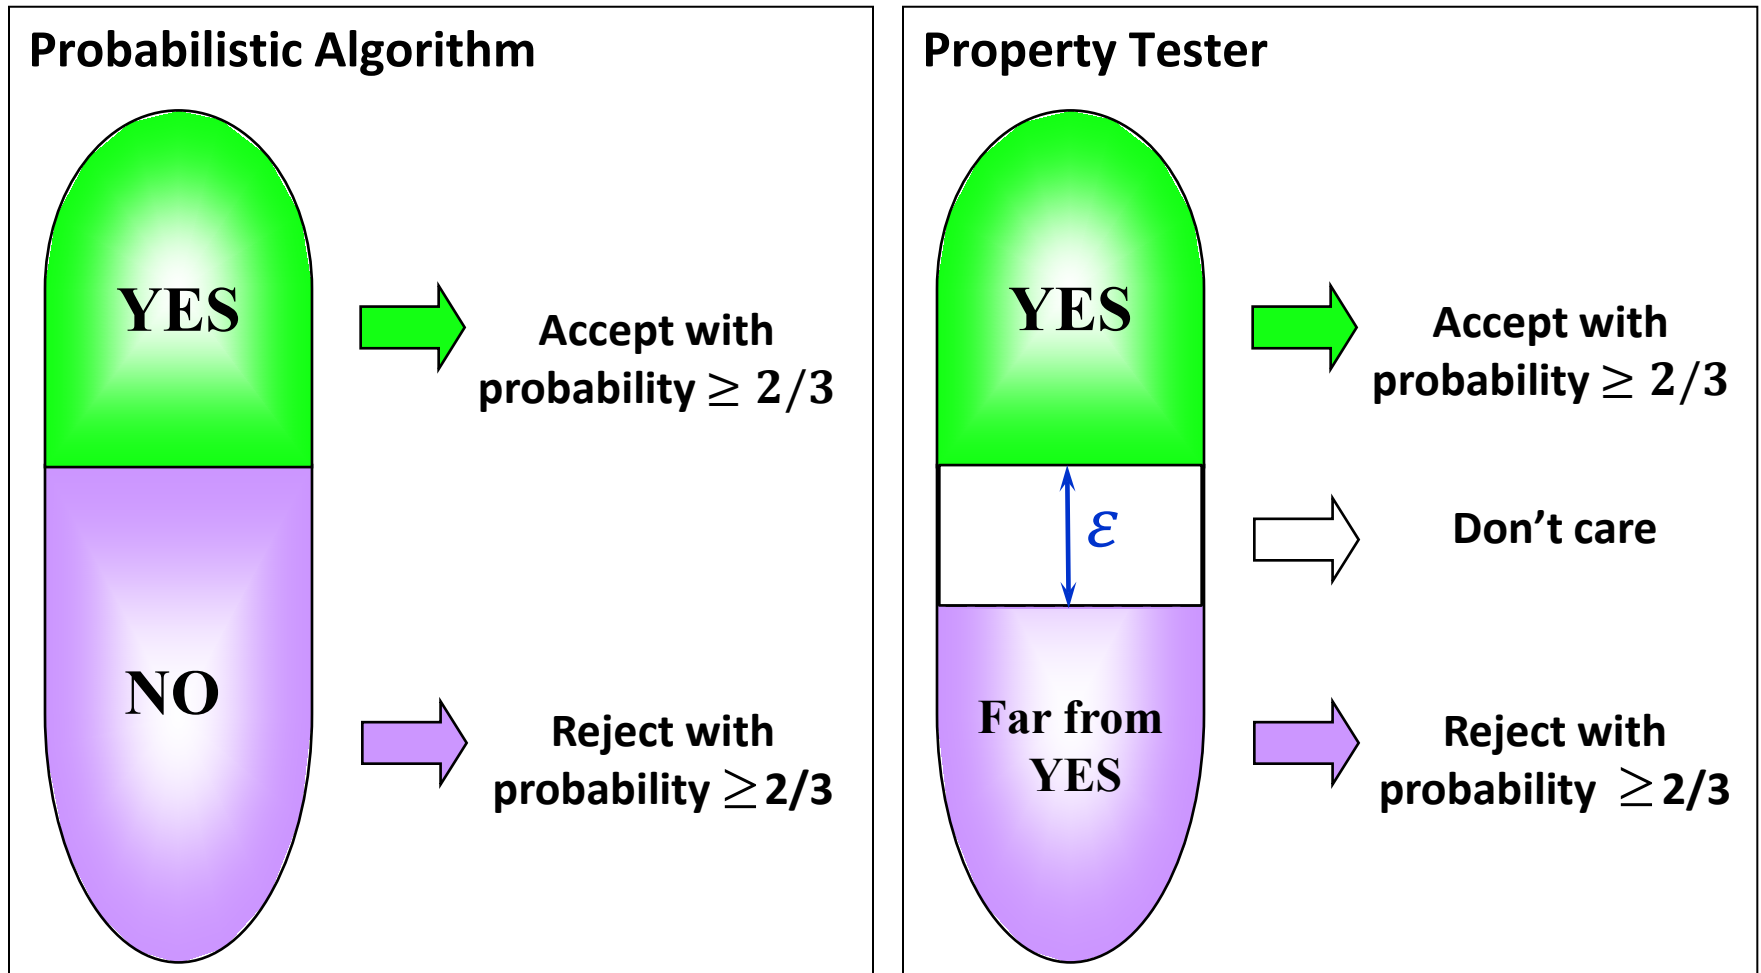 Probabilistic Algorithm
YES
Accept with
probability ≥ 2/3
NO
Reject with
probability ≥ 2/3
Property Tester
YES
Accept with
probability ≥ 2/3
ε
Don’t care
Far from
YES
Reject with
probability ≥ 2/3